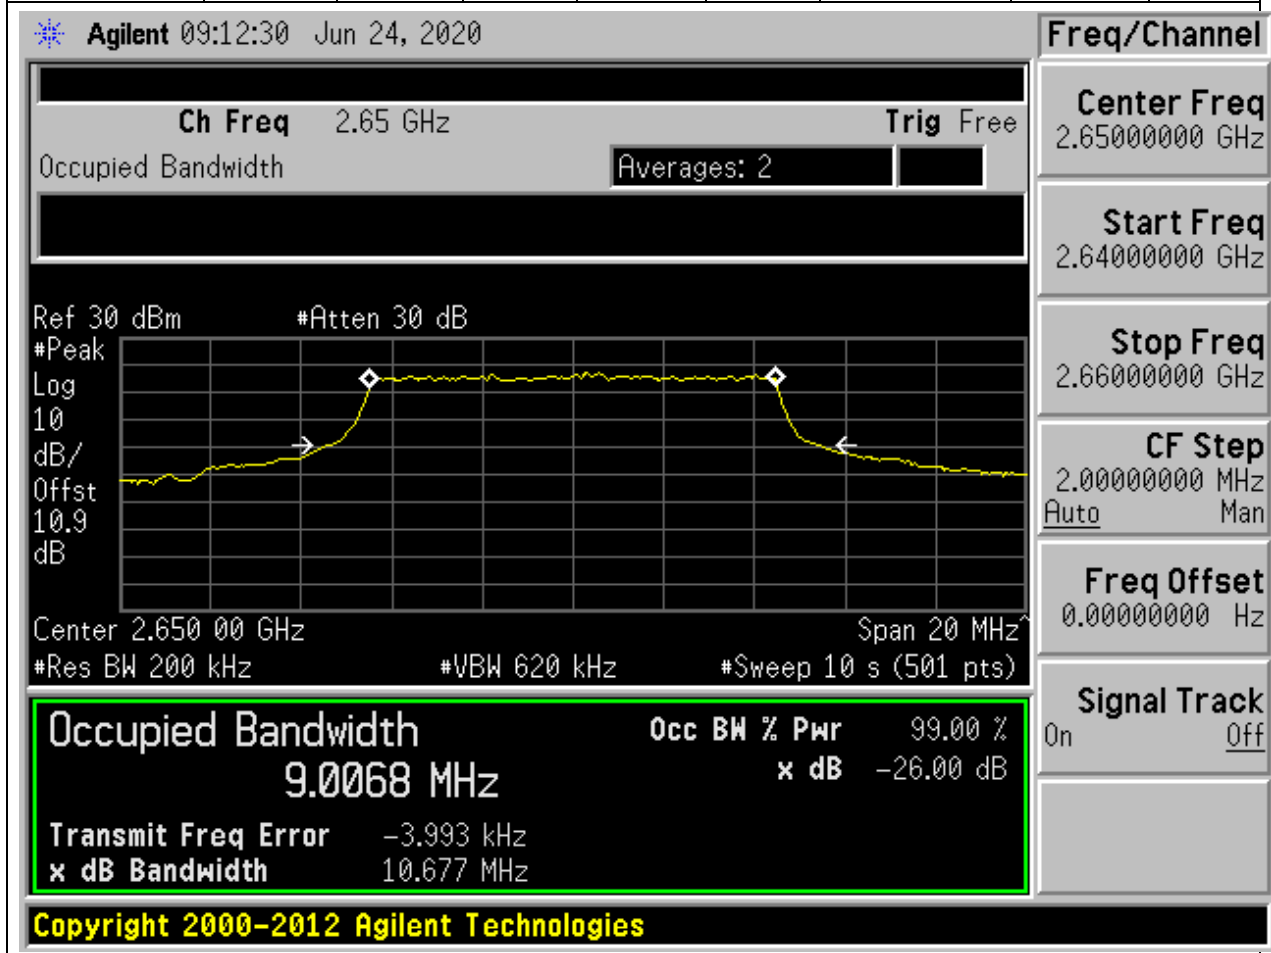 Agilent 09:12:30 Jun 24, 2020
Freq/Channel
Ch Freq 2.65 GHz Trig Free
Occupied Bandwidth Averages: 2
Ref 30 dBm #Atten 30 dB
#Peak
Log
10
dB/
Offst
10.9
dB
Center 2.650 00 GHz Span 20 MHz^
#Res BW 200 kHz #VBW 620 kHz #Sweep 10 s (501 pts)
Occupied Bandwidth Occ BW % Pwr 99.00 %
9.0068 MHz x dB -26.00 dB
Transmit Freq Error -3.993 kHz
x dB Bandwidth 10.677 MHz
Center Freq
2.65000000 GHz
Start Freq
2.64000000 GHz
Stop Freq
2.66000000 GHz
CF Step
2.00000000 MHz
Auto Man
Freq Offset
0.00000000 Hz
Signal Track
On Off
Copyright 2000-2012 Agilent Technologies